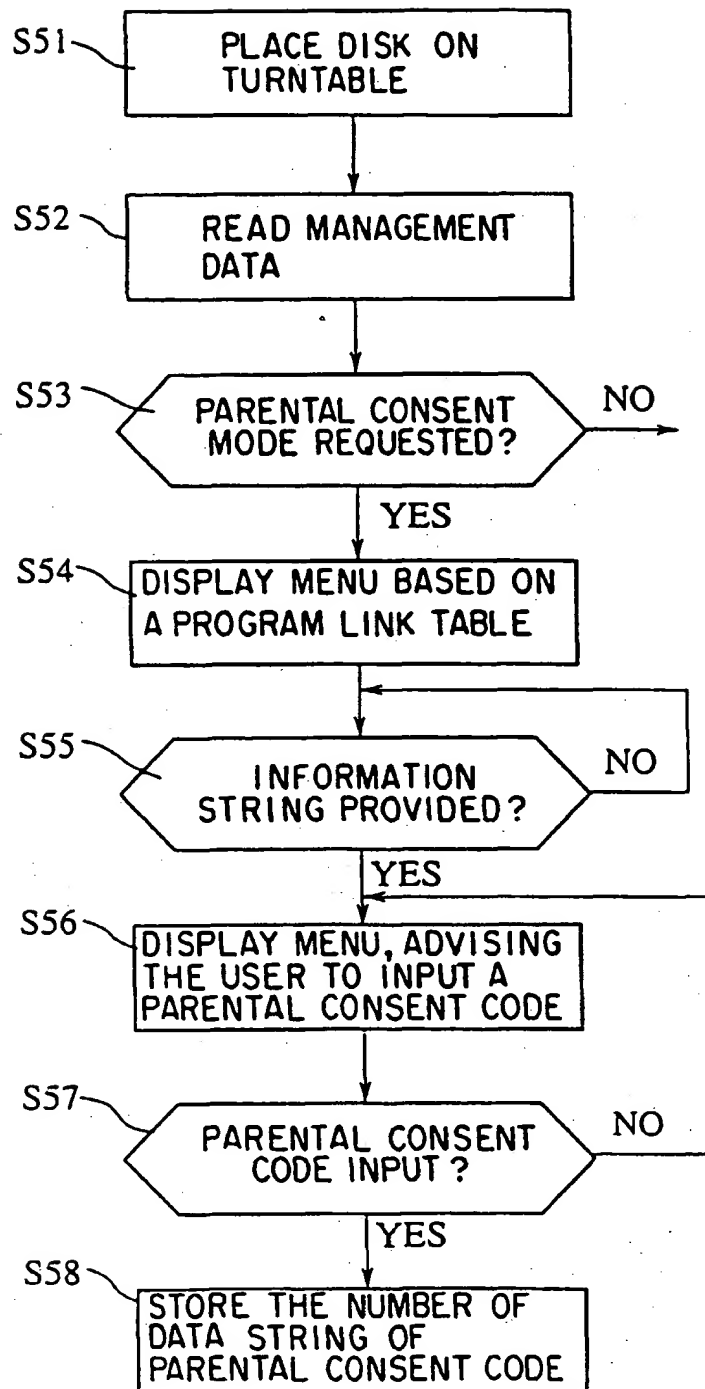 S51
PLACE DISK ON
TURNTABLE
S52
READ MANAGEMENT
DATA
S53
PARENTAL CONSENT
MODE REQUESTED?
NO
YES
S54
DISPLAY MENU BASED ON
A PROGRAM LINK TABLE
S55
INFORMATION
STRING PROVIDED?
NO
YES
S56
DISPLAY MENU, ADVISING
THE USER TO INPUT A
PARENTAL CONSENT CODE
S57
PARENTAL CONSENT
CODE INPUT?
NO
YES
S58
STORE THE NUMBER OF
DATA STRING OF
PARENTAL CONSENT CODE